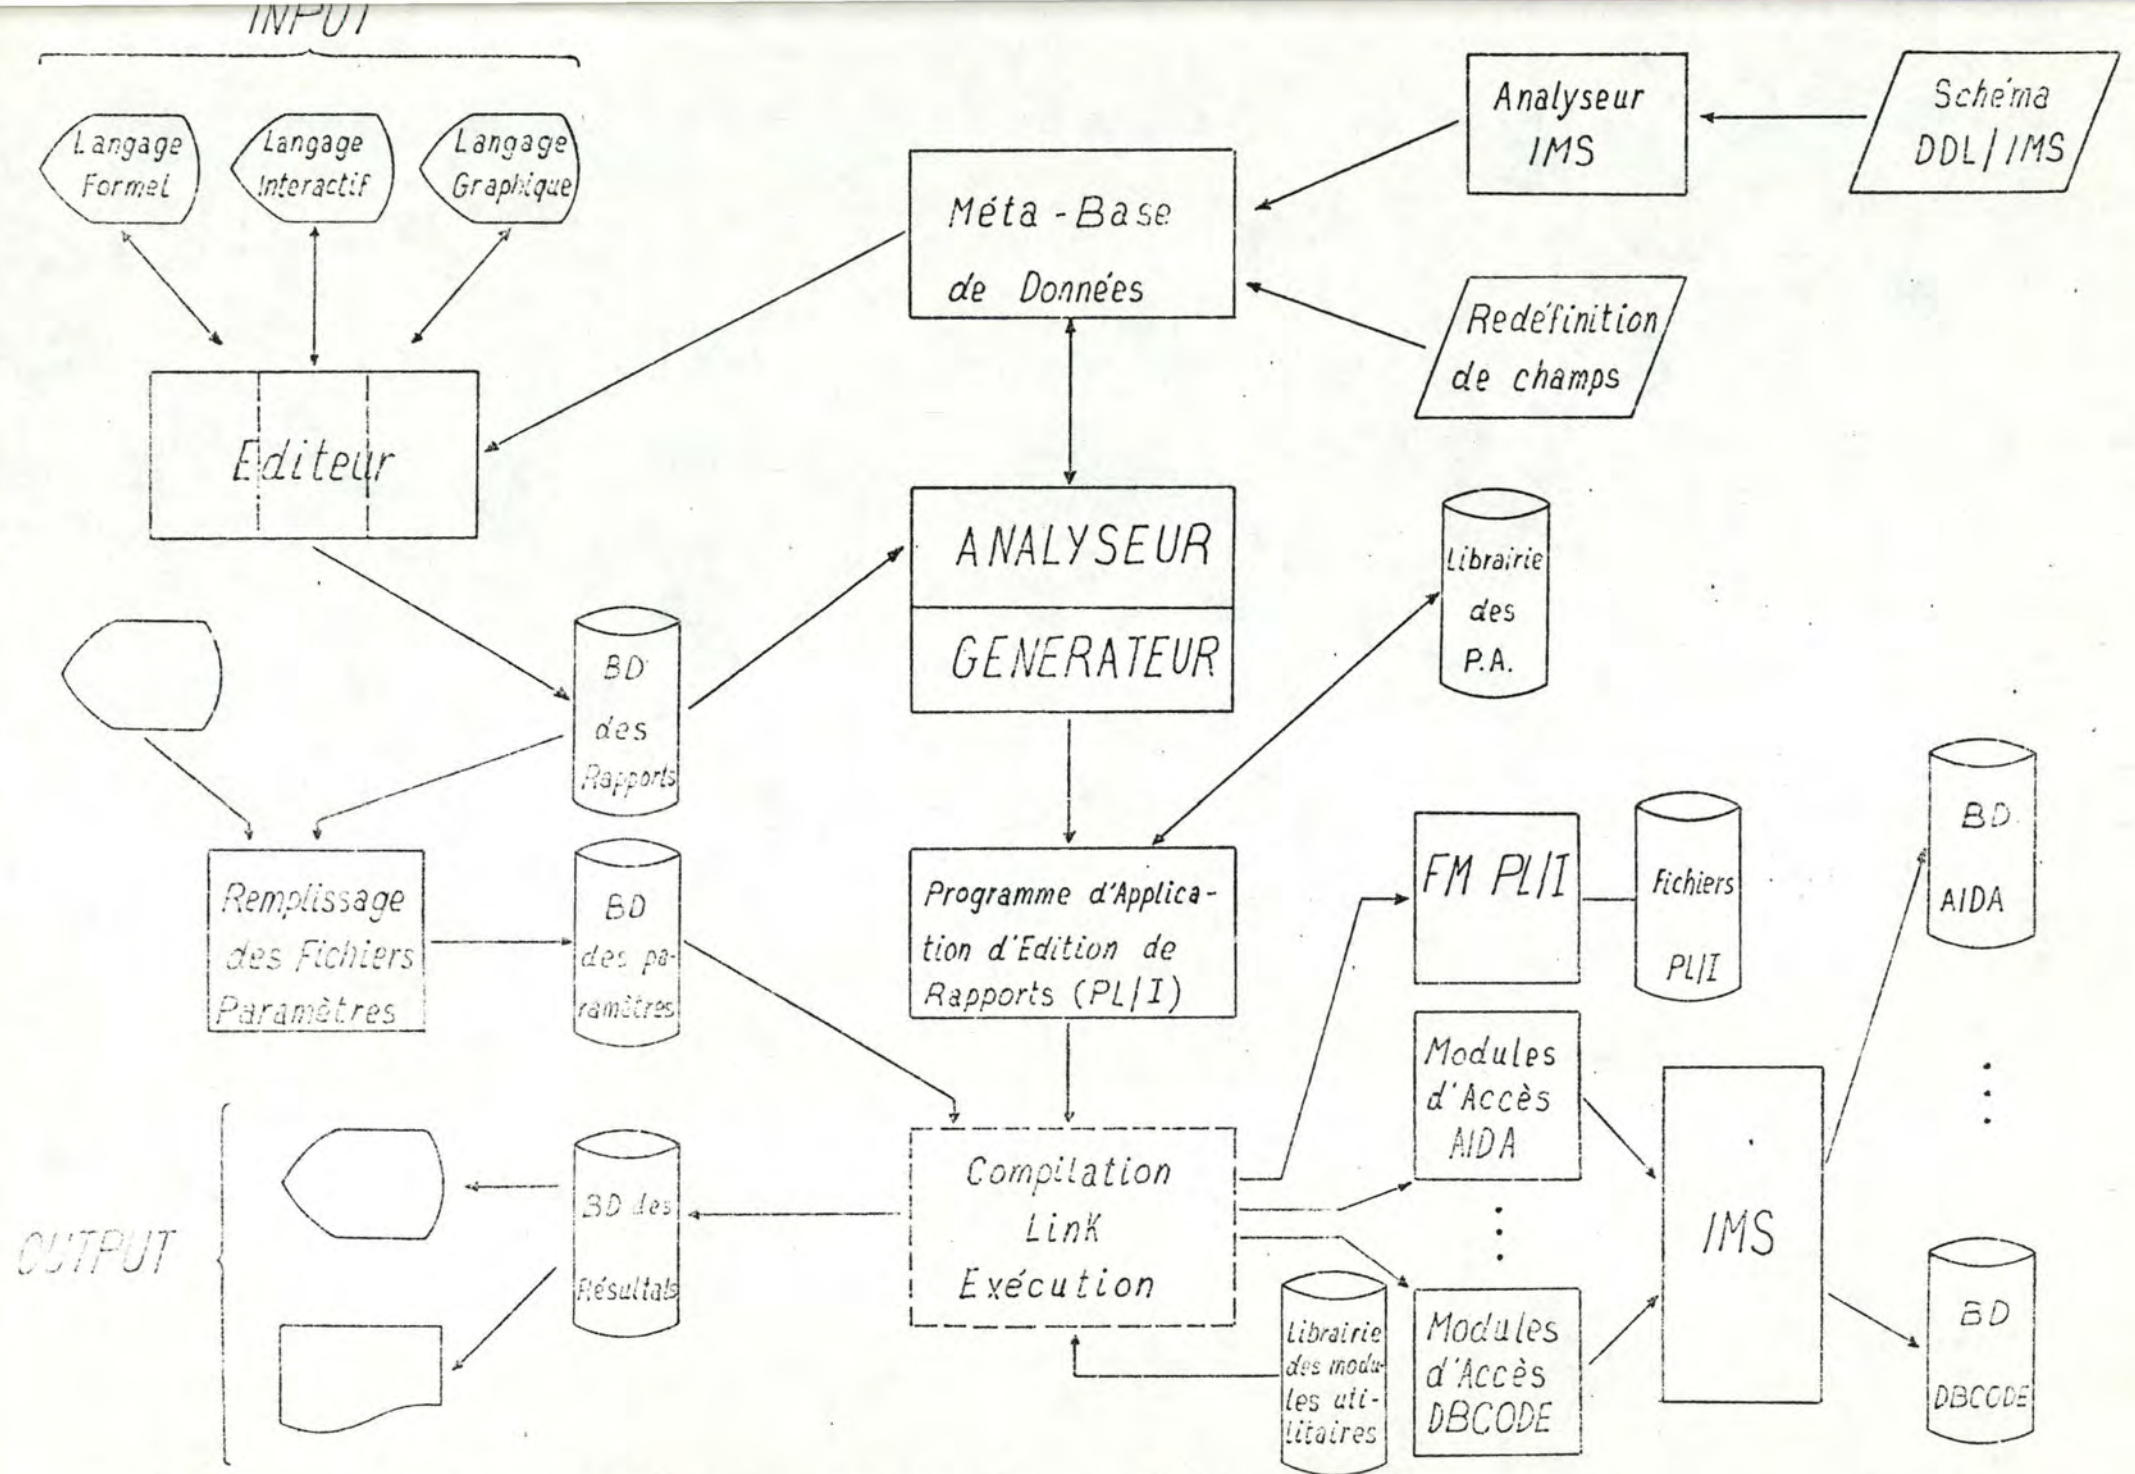 INPUT
Langage
Formel
Langage
Interactif
Langage
Graphique
Analyseur
IMS
Schéma
DDL/IMS
Méta-Base
de Données
Redéfinition
de champs
Editeur
ANALYSEUR
GENERATEUR
Librairie
des
P.A.
BD
des
Rapports
Remplissage
des Fichiers
Paramètres
BD
des pa-
ramètres
Programme d'Applica-
tion d'Edition de
Rapports (PL/I)
FM PL/I
Fichiers
PL/I
BD
AIDA
Modules
d'Accès
AIDA
OUTPUT
BD des
Résultats
Compilation
Link
Exécution
IMS
Librairie
des modu-
les uti-
litaires
Modules
d'Accès
DBCODE
BD
DBCODE